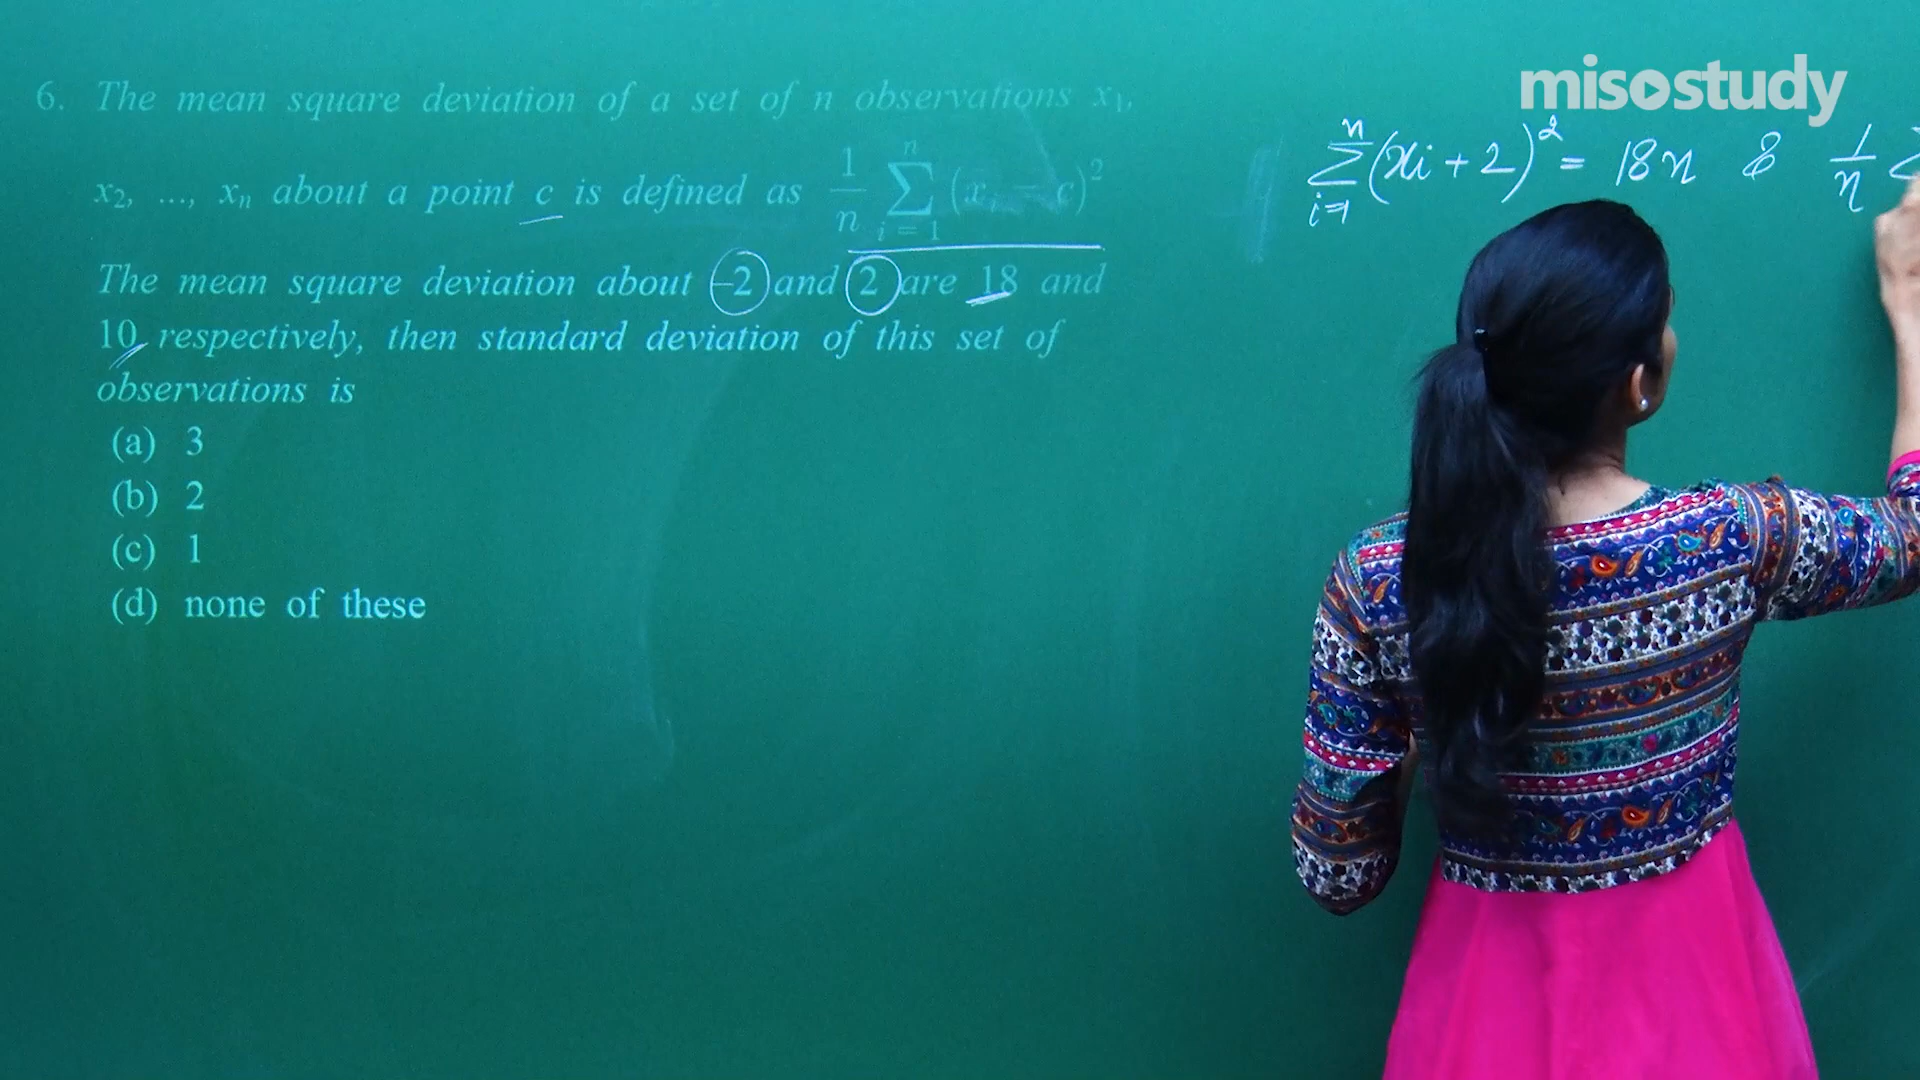 misostudy
6. The mean square deviation of a set of n observations x₁,
x₂, ..., xₙ about a point c is defined as 1/n ∑ᵢ₌₁ⁿ (xᵢ − c)²
The mean square deviation about -2 and 2 are 18 and
10 respectively, then standard deviation of this set of
observations is
(a) 3
(b) 2
(c) 1
(d) none of these
∑ᵢ₌₁ⁿ (xi + 2)² = 18n & 1/n ∑